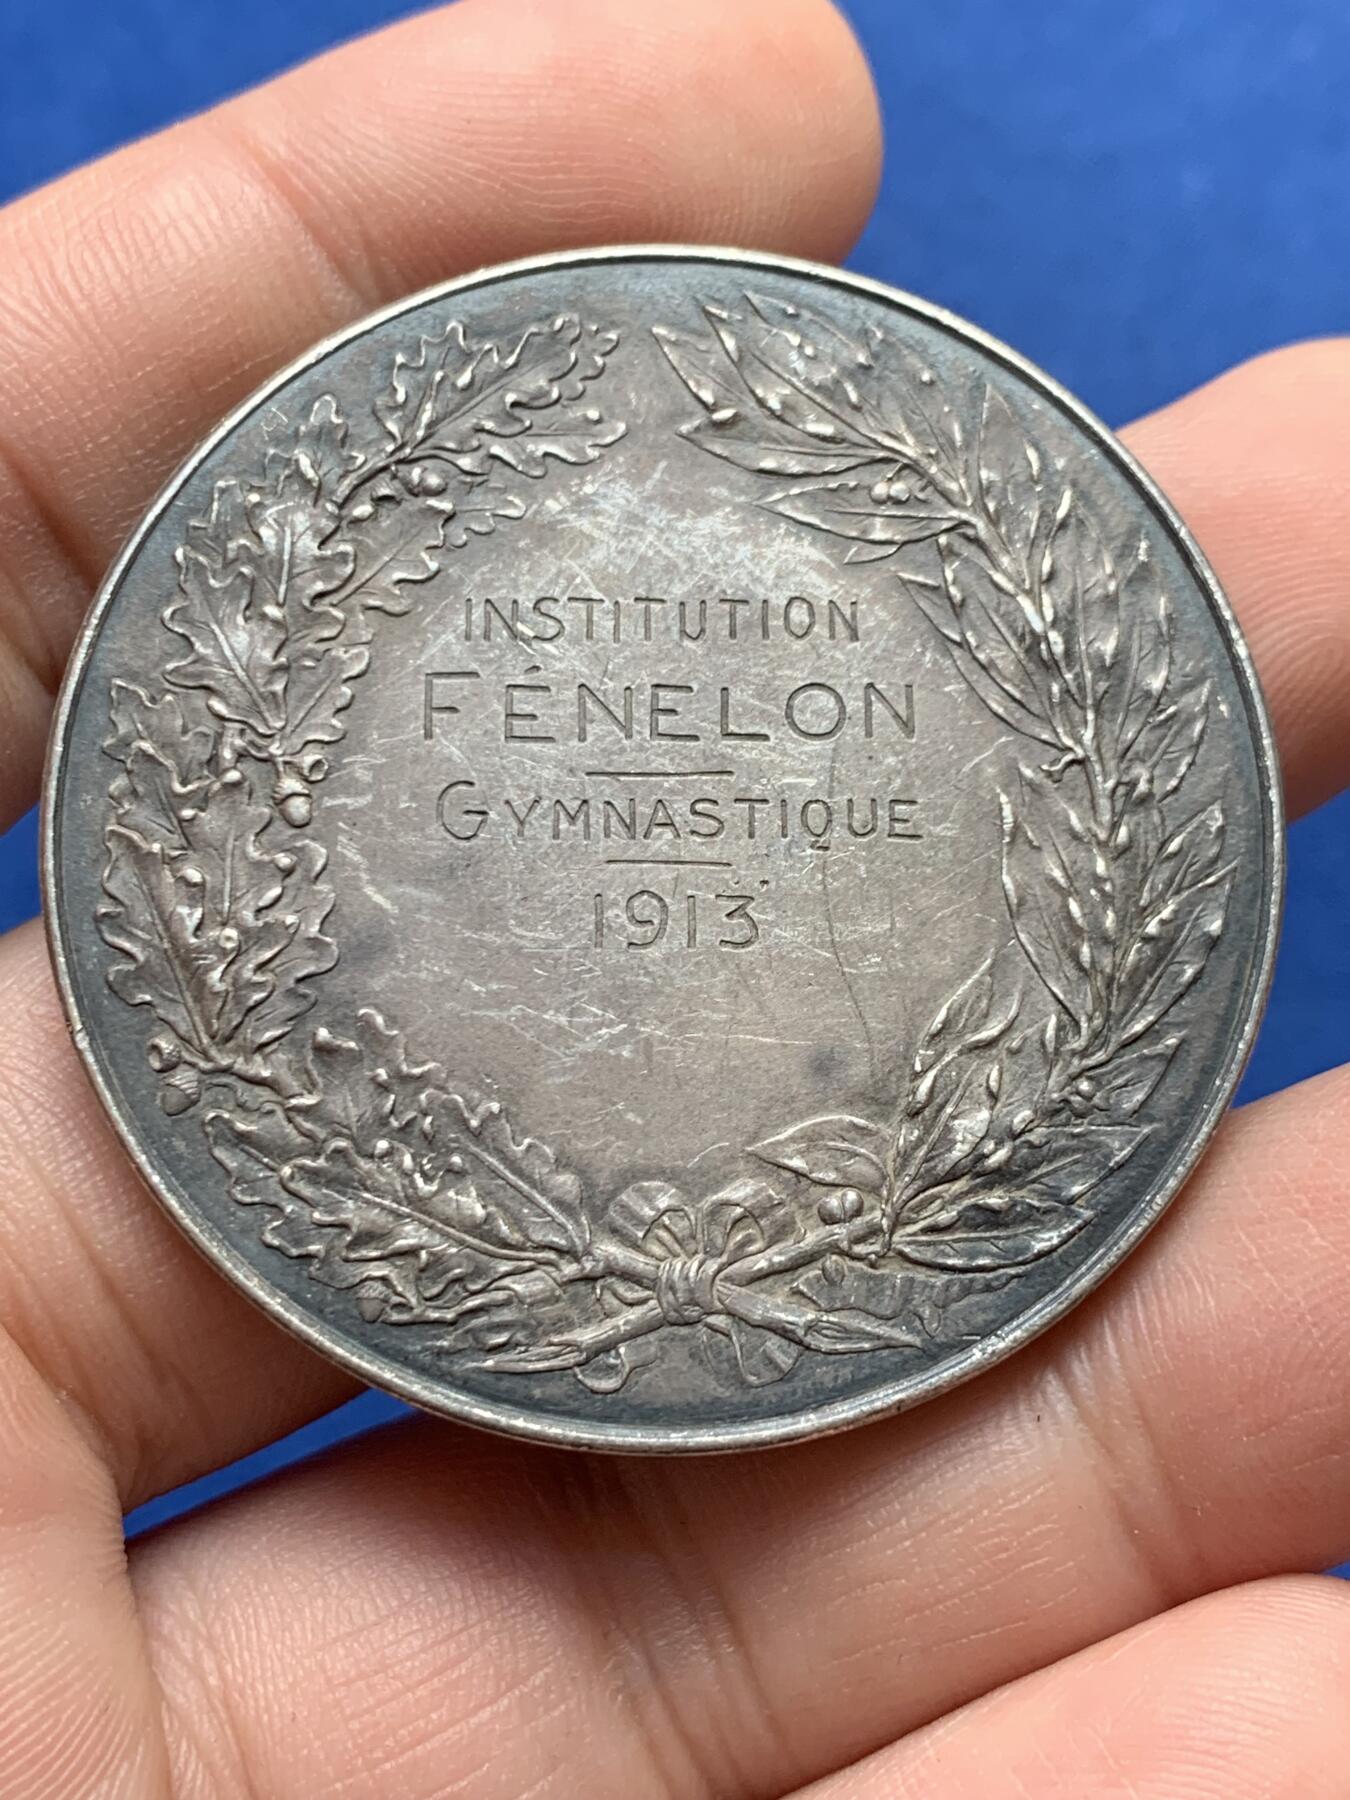 INSTITUTION
FÉNELON
GYMNASTIQUE
1913